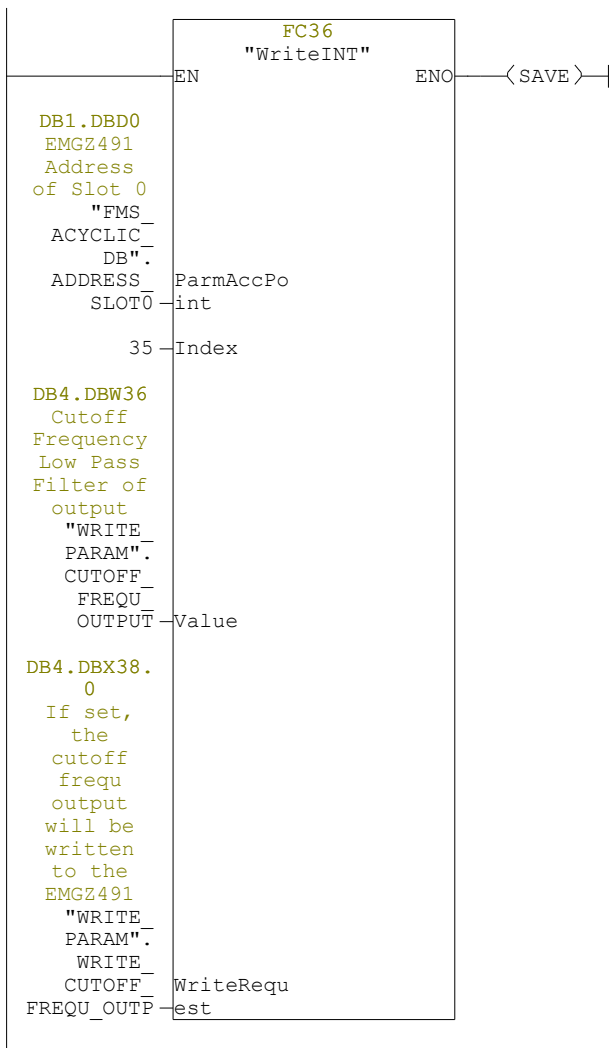 FC36
"WriteINT"
EN ENO SAVE
DB1.DBD0
EMGZ491
Address
of Slot 0
"FMS_
ACYCLIC_
DB".
ADDRESS_ ParmAccPo
SLOT0 int
35 Index
DB4.DBW36
Cutoff
Frequency
Low Pass
Filter of
output
"WRITE_
PARAM".
CUTOFF_
FREQU_
OUTPUT Value
DB4.DBX38.
0
If set,
the
cutoff
frequ
output
will be
written
to the
EMGZ491
"WRITE_
PARAM".
WRITE_
CUTOFF_ WriteRequ
FREQU_OUTP est